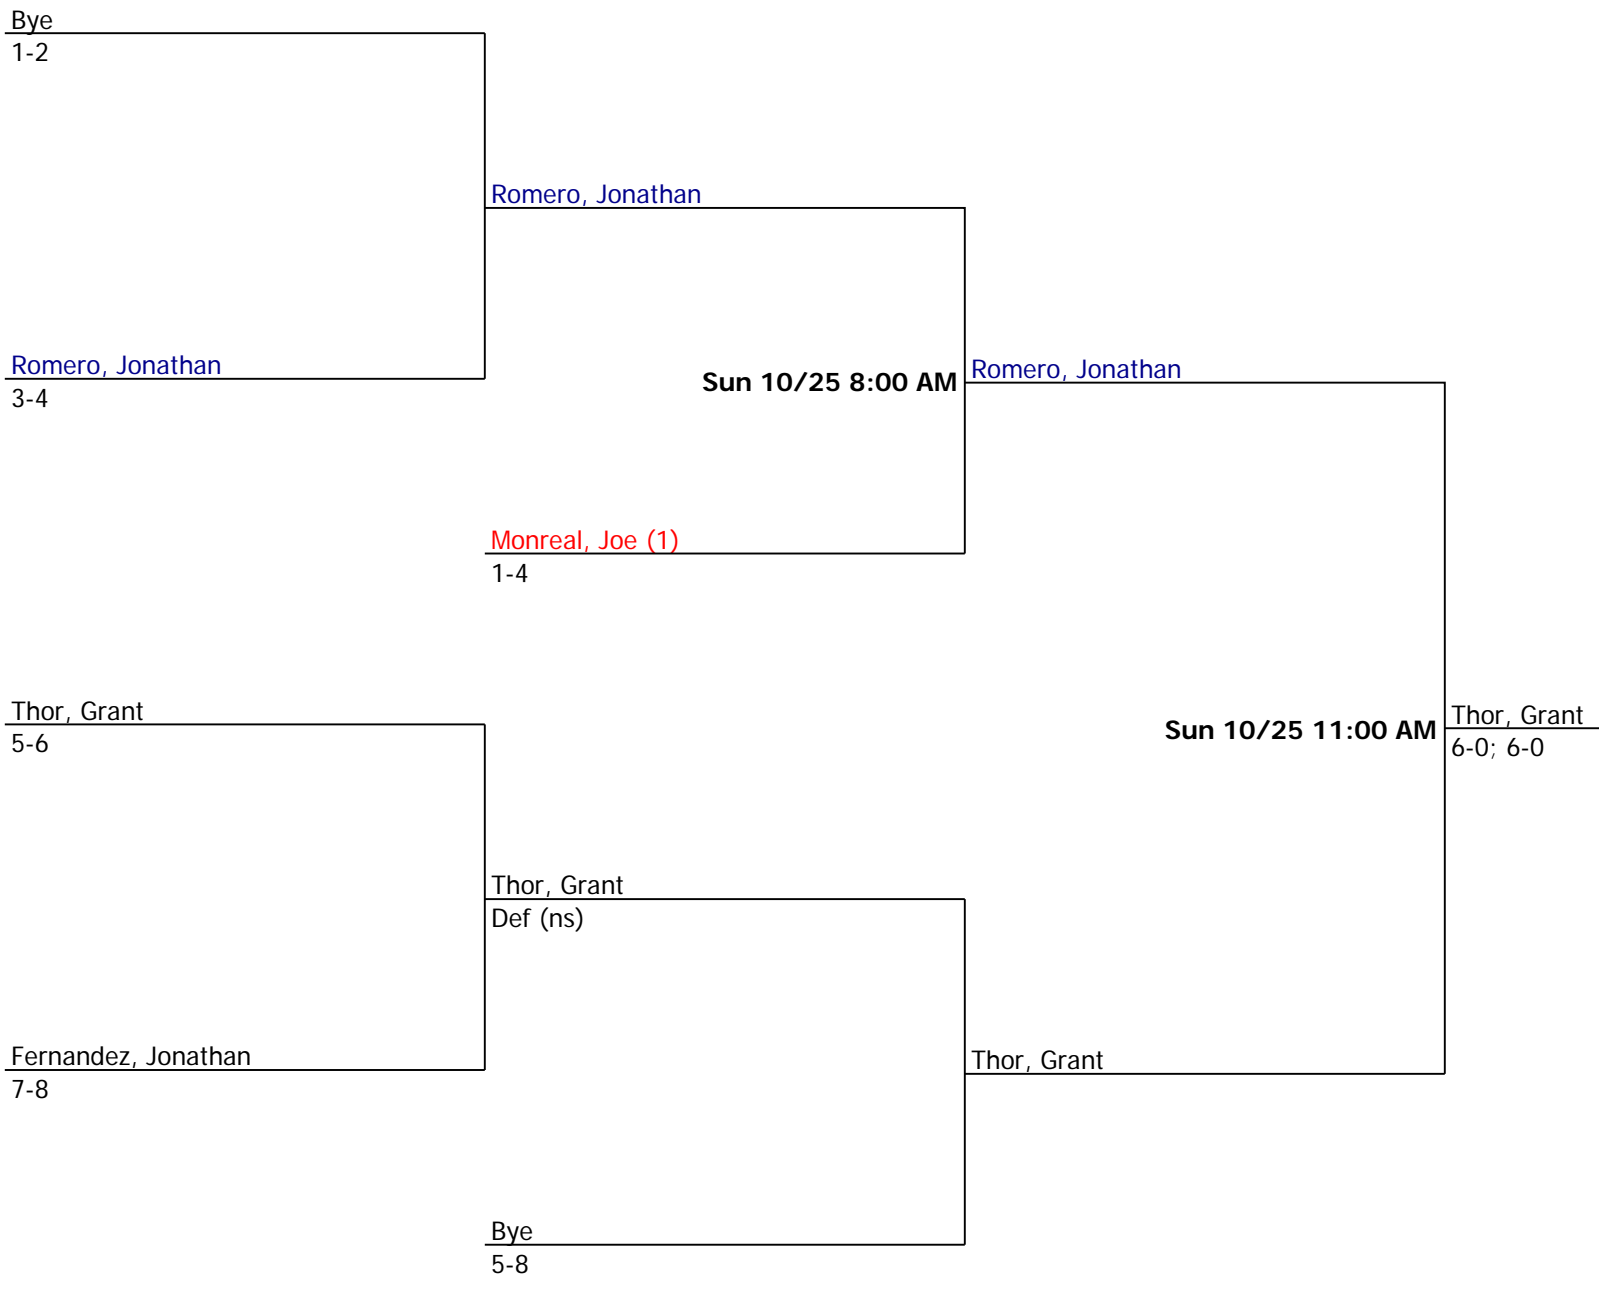 Bye
1-2
Romero, Jonathan
Romero, Jonathan
3-4
Sun 10/25 8:00 AM
Romero, Jonathan
Monreal, Joe (1)
1-4
Thor, Grant
5-6
Sun 10/25 11:00 AM
Thor, Grant
6-0; 6-0
Thor, Grant
Def (ns)
Fernandez, Jonathan
7-8
Thor, Grant
Bye
5-8